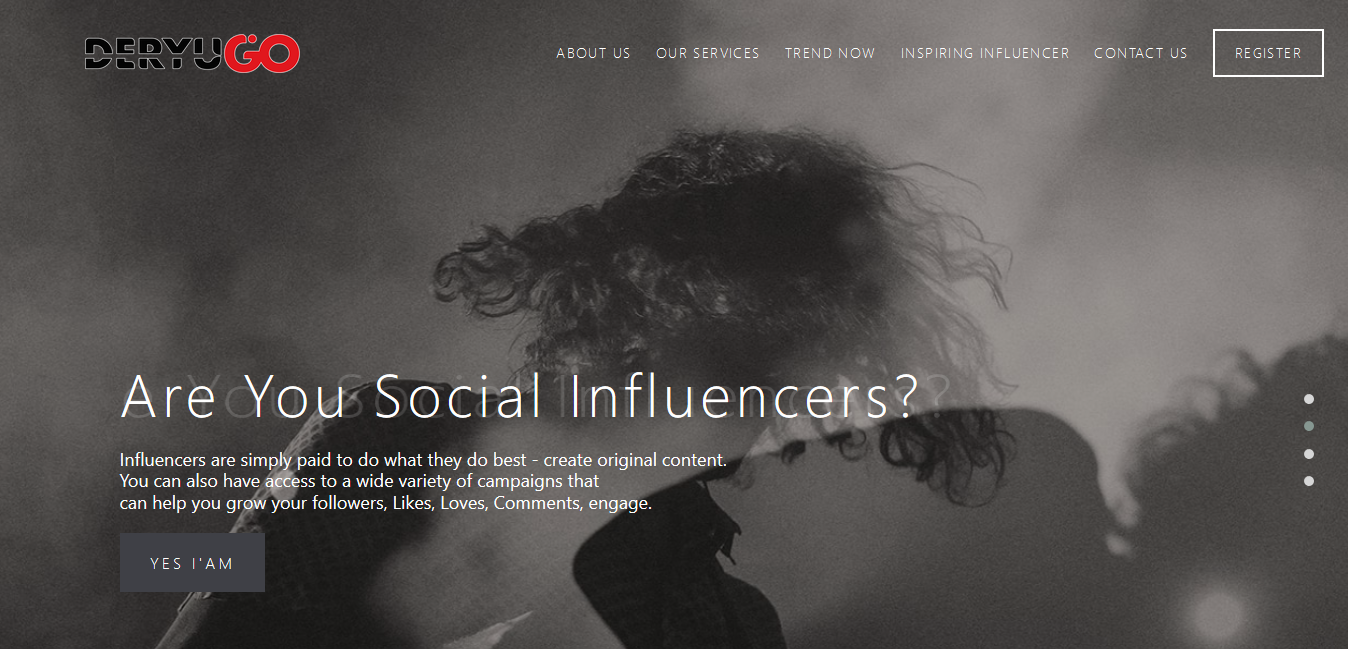 DERYUGO
ABOUT US
OUR SERVICES
TREND NOW
INSPIRING INFLUENCER
CONTACT US
REGISTER
Are You Social Influencers?
Influencers are simply paid to do what they do best - create original content.
You can also have access to a wide variety of campaigns that
can help you grow your followers, Likes, Loves, Comments, engage.
YES I'AM